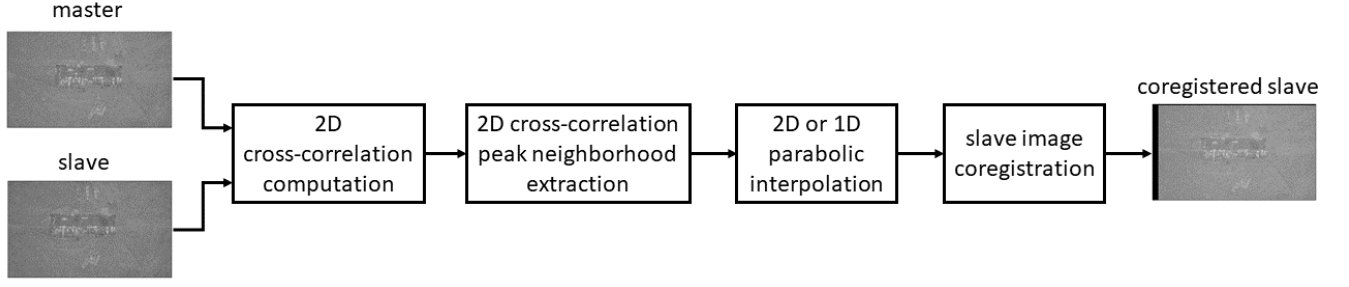 master
slave
2D
cross-correlation
computation
2D cross-correlation
peak neighborhood
extraction
2D or 1D
parabolic
interpolation
slave image
coregistration
coregistered slave